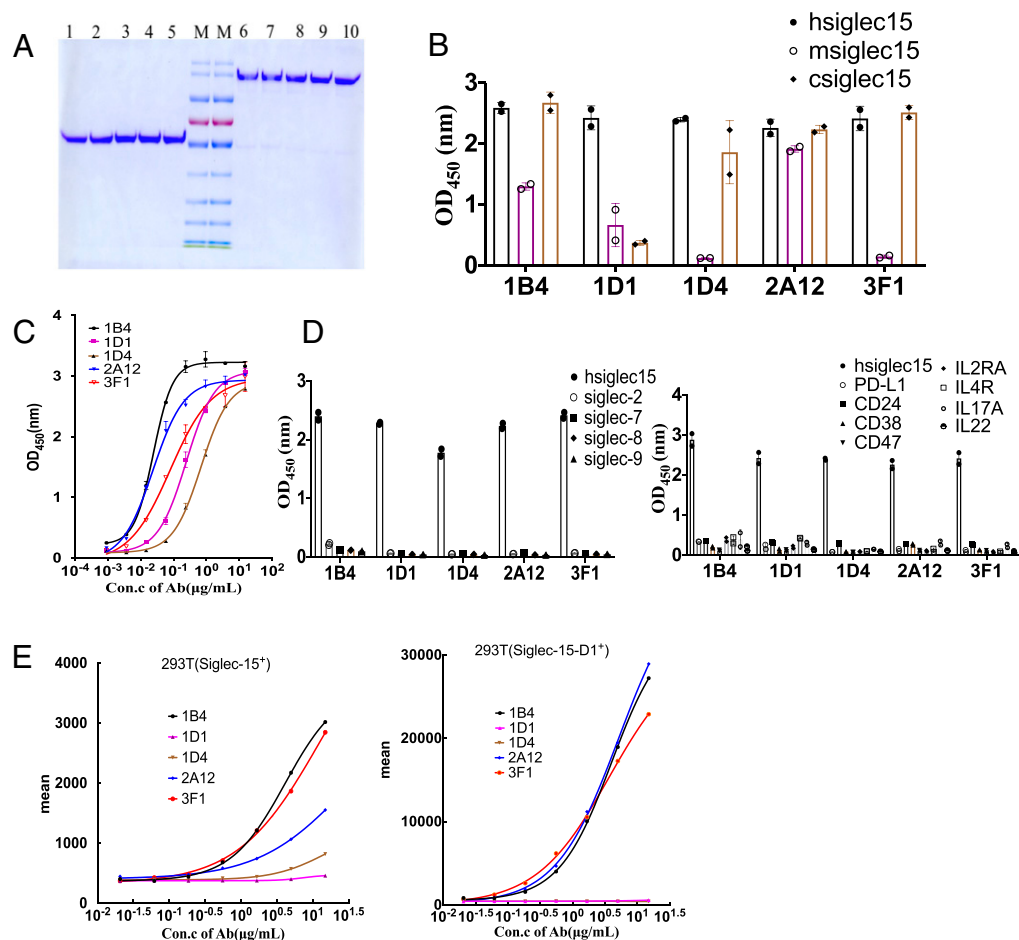 A
1 2 3 4 5 M M 6 7 8 9 10
B
hsiglec15
msiglec15
csiglec15
OD450 (nm)
3
2
1
0
1B4 1D1 1D4 2A12 3F1
C
4
3
2
1
0
OD450(nm)
1B4
1D1
1D4
2A12
3F1
10-4 10-3 10-2 10-1 100 101 102
Con.c of Ab(μg/mL)
D
hsiglec15
siglec-2
siglec-7
siglec-8
siglec-9
OD450 (nm)
3
2
1
0
1B4 1D1 1D4 2A12 3F1
hsiglec15
PD-L1
CD24
CD38
CD47
IL2RA
IL4R
IL17A
IL22
OD450 (nm)
4
3
2
1
0
1B4 1D1 1D4 2A12 3F1
E
293T(Siglec-15+)
4000
3000
2000
1000
0
mean
1B4
1D1
1D4
2A12
3F1
10-2 10-1.5 10-1 10-0.5 100 100.5 101 101.5
Con.c of Ab(μg/mL)
293T(Siglec-15-D1+)
30000
20000
10000
0
mean
1B4
1D1
1D4
2A12
3F1
10-2 10-1.5 10-1 10-0.5 100 100.5 101 101.5
Con.c of Ab(μg/mL)